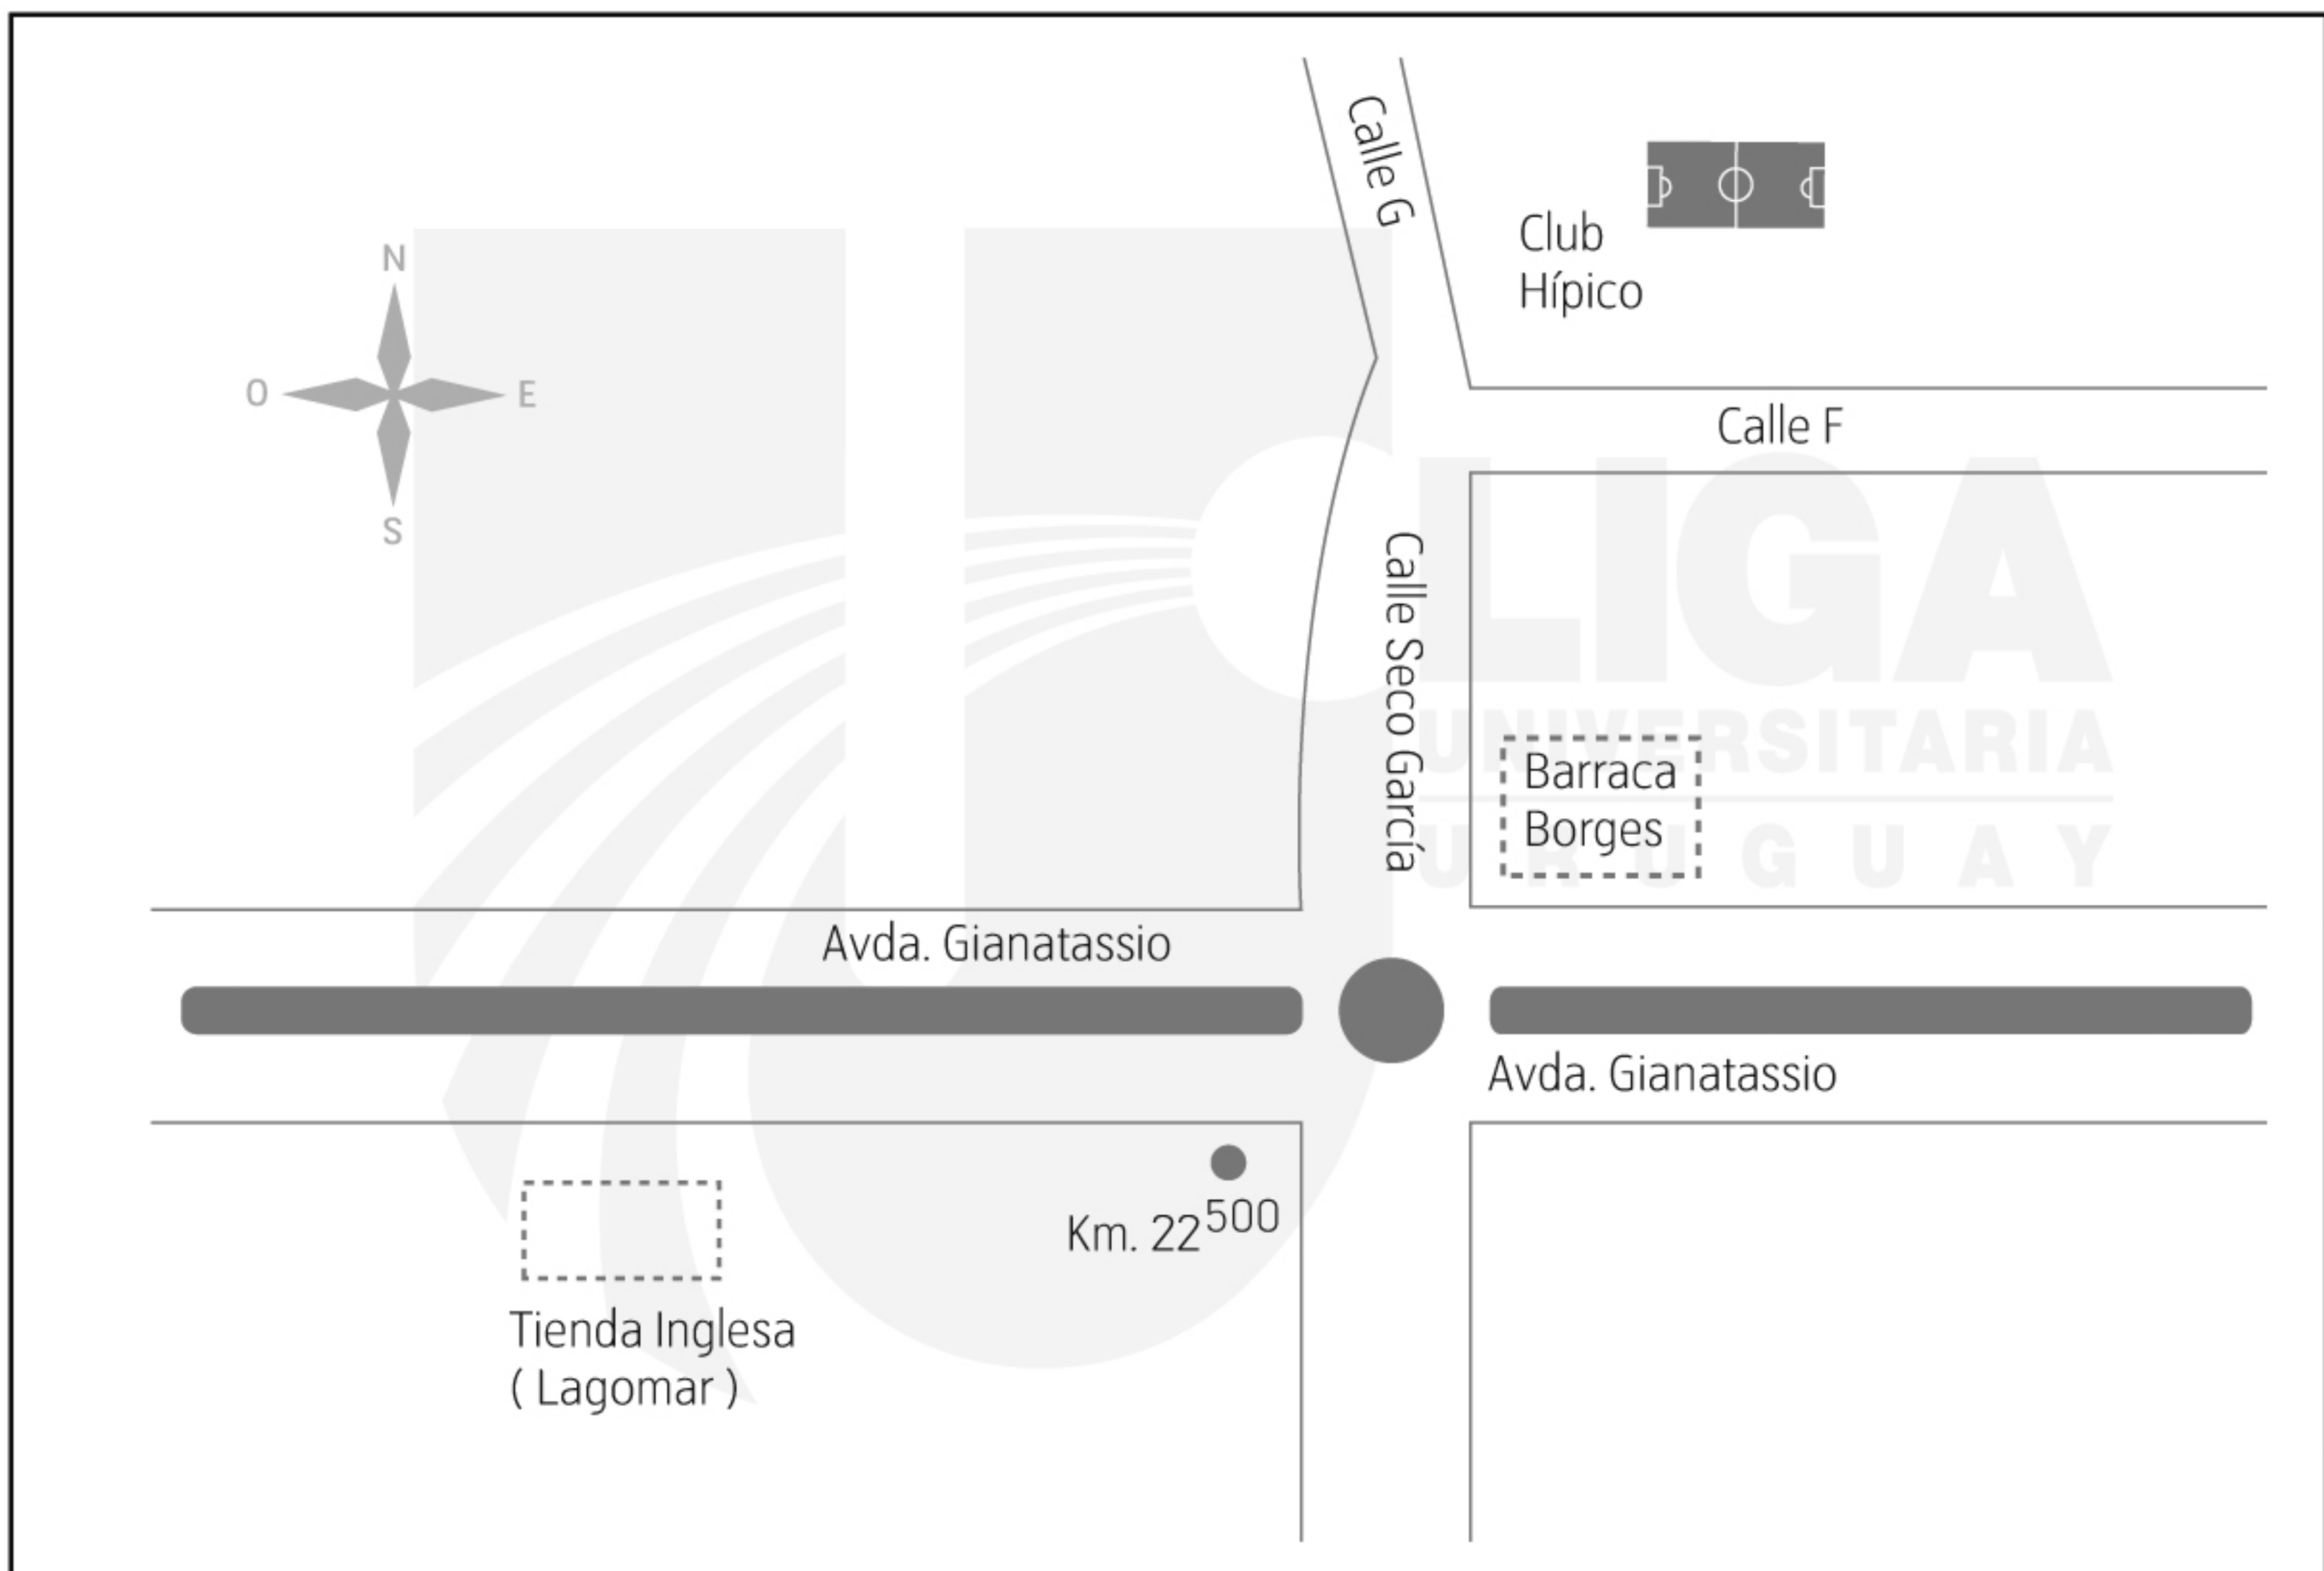 Calle G
Club
Hípico
N
O
E
S
Calle F
LIGA
UNIVERSITARIA
URUGUAY
Calle Seco García
Barraca
Borges
Avda. Gianatassio
Avda. Gianatassio
Km. 22500
Tienda Inglesa
( Lagomar )